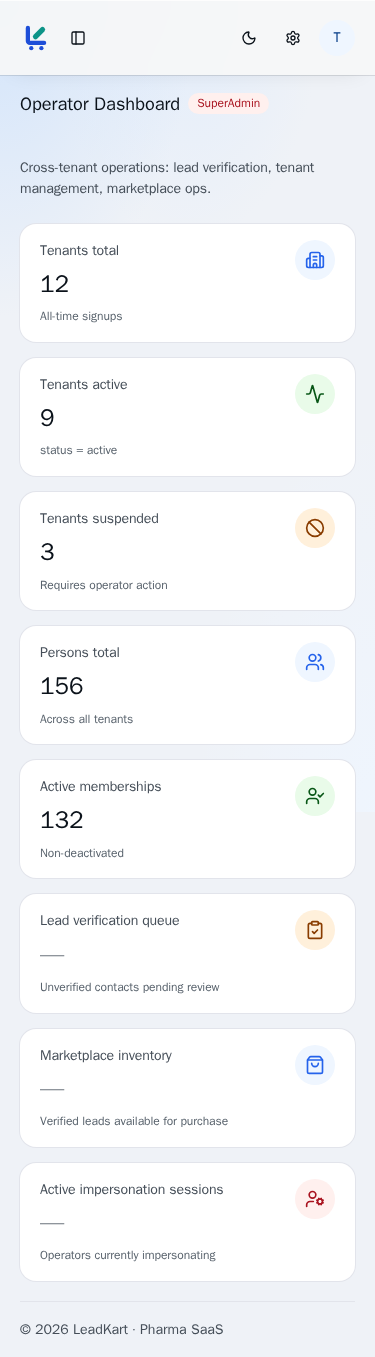 T
Operator Dashboard SuperAdmin
Cross-tenant operations: lead verification, tenant
management, marketplace ops.
Tenants total
12
All-time signups
Tenants active
9
status = active
Tenants suspended
3
Requires operator action
Persons total
156
Across all tenants
Active memberships
132
Non-deactivated
Lead verification queue
—
Unverified contacts pending review
Marketplace inventory
—
Verified leads available for purchase
Active impersonation sessions
—
Operators currently impersonating
© 2026 LeadKart · Pharma SaaS